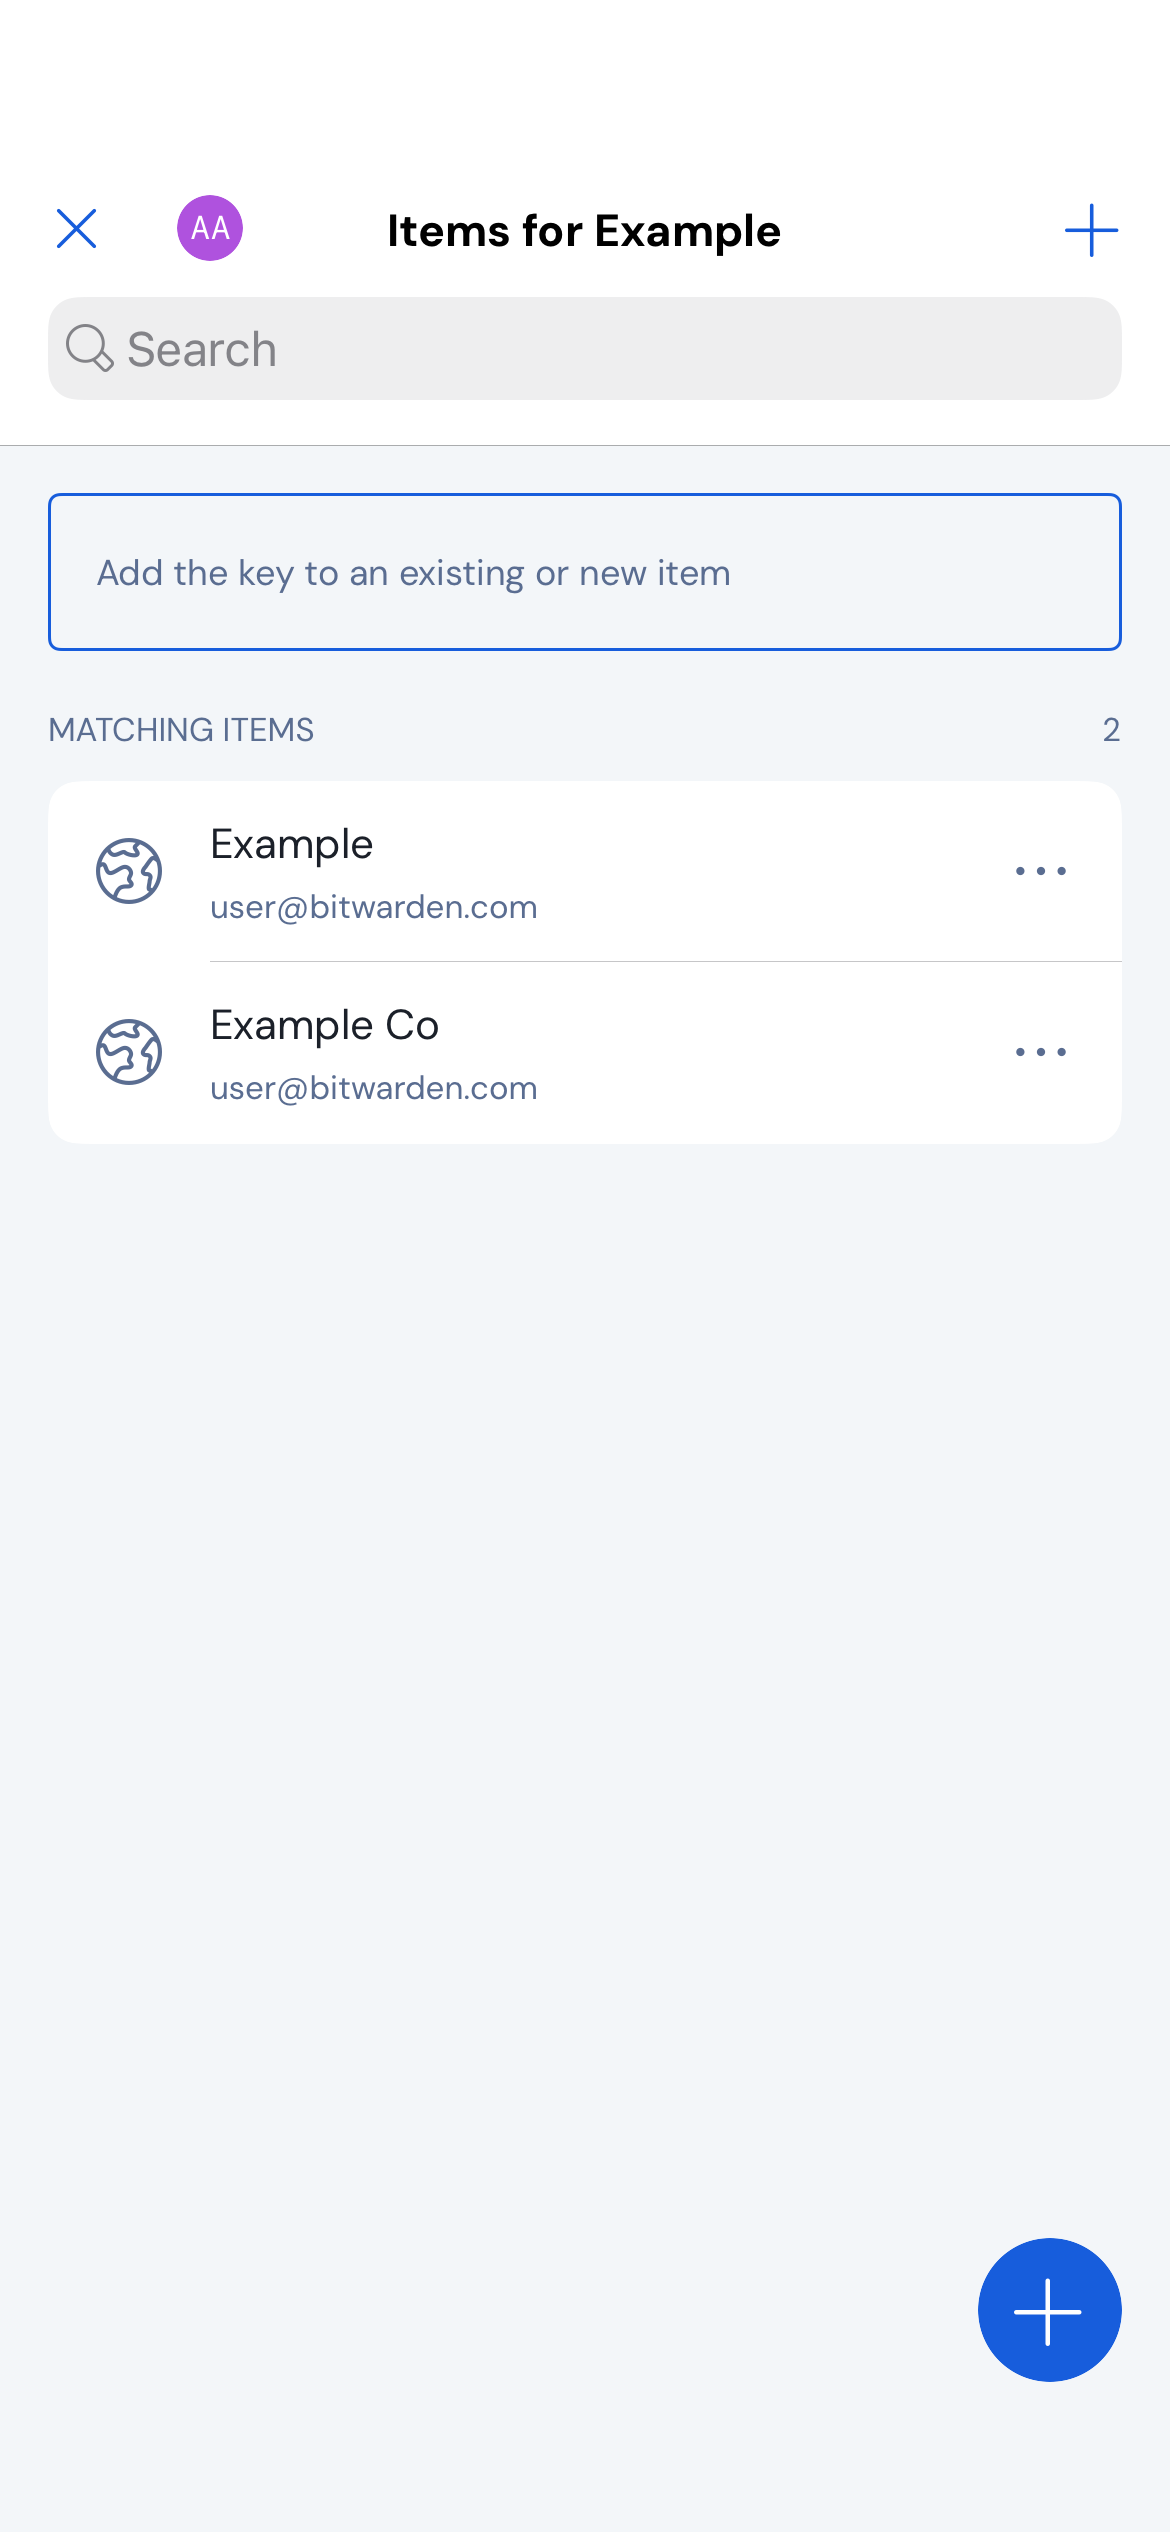 AA
Items for Example
Search
Add the key to an existing or new item
MATCHING ITEMS 2
Example
user@bitwarden.com
Example Co
user@bitwarden.com